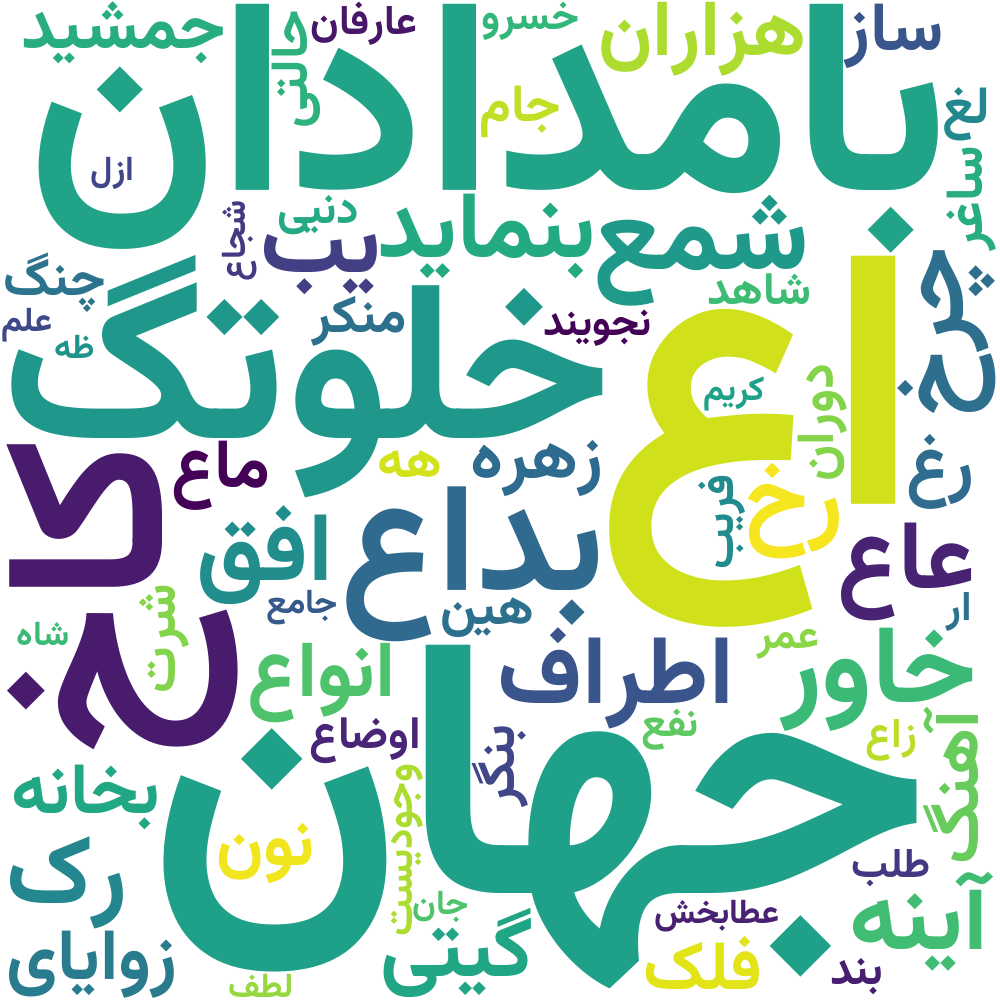 بامدادان
جمشید
حالتی
عارفان
خسرو
هزاران
ساز
جام
لغ
ازل
ساغر
شجاع
دنیی
یب
بنماید
شمع
چنگ
علم
ظه
منکر
نجویند
شاهد
چرخ
خلوتگ
اع
کریم
دوران
رغ
کاخ
ماع
هه
زهره
فریب
رخ
افق
بداع
عاع
جامع
هین
ار
شاه
شرت
انواع
اطراف
عمر
خاور
اوضاع
نفع
زاع
بنگر
جهان
آهنگ
بخانه
وجودیست
نون
رک
جان
طلب
عطابخش
آینه
زوایای
گیتی
فلک
بند
لطف